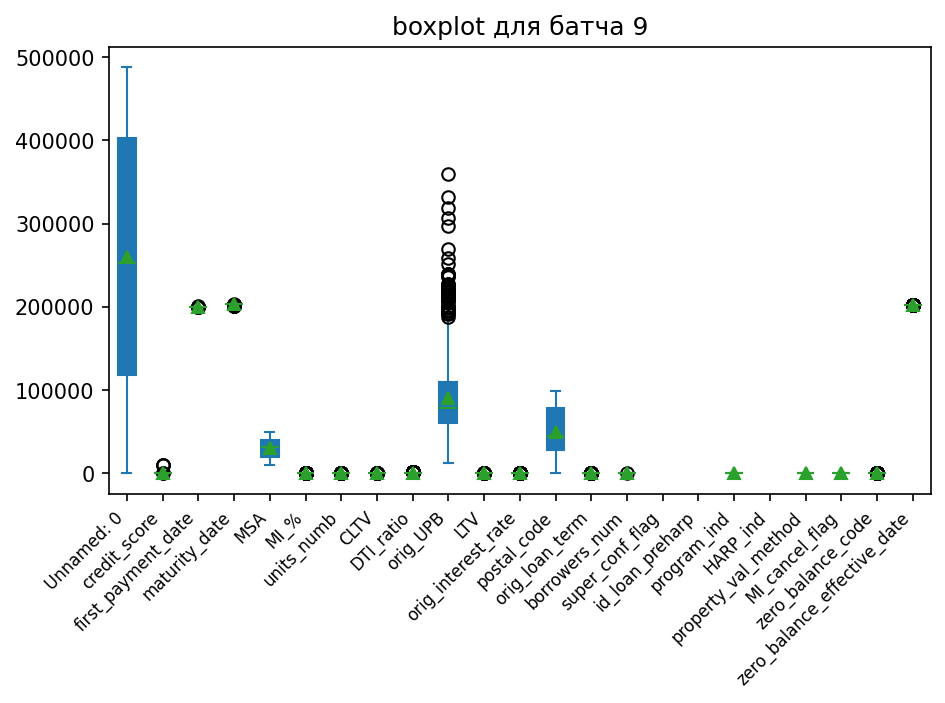 boxplot для батча 9
500000
400000
300000
200000
100000
0
Unnamed: 0
credit_score
first_payment_date
maturity_date
MSA
MI_%
units_numb
CLTV
DTI_ratio
orig_UPB
LTV
orig_interest_rate
postal_code
orig_loan_term
borrowers_num
super_conf_flag
id_loan_preharp
program_ind
HARP_ind
property_val_method
MI_cancel_flag
zero_balance_code
zero_balance_effective_date